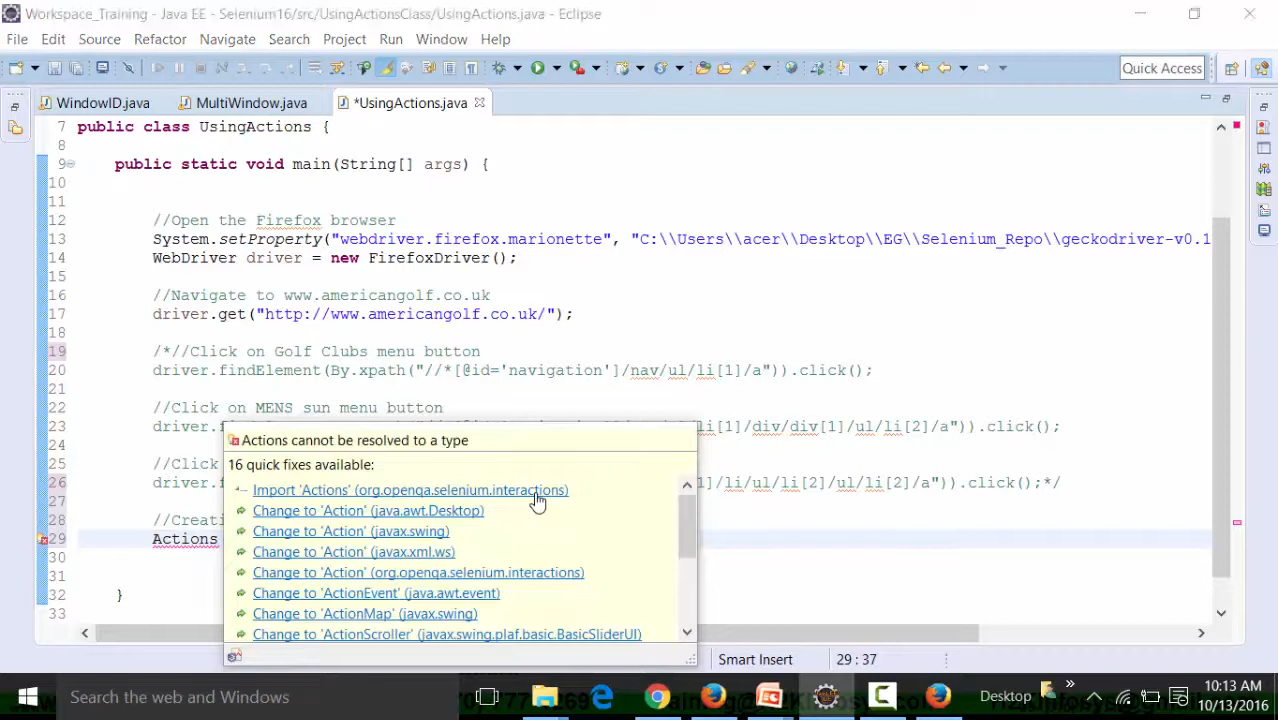 Workspace_Training - Java EE - Selenium16/src/UsingActionsClass/UsingActions.java - Eclipse
File Edit Source Refactor Navigate Search Project Run Window Help
Quick Access
WindowID.java MultiWindow.java *UsingActions.java
7 public class UsingActions {
8
9 public static void main(String[] args) {
10
11
12 //Open the Firefox browser
13 System.setProperty("webdriver.firefox.marionette", "C:\\Users\\acer\\Desktop\\EG\\Selenium_Repo\\geckodriver-v0.1
14 WebDriver driver = new FirefoxDriver();
15
16 //Navigate to www.americangolf.co.uk
17 driver.get("http://www.americangolf.co.uk/");
18
19 /*//Click on Golf Clubs menu button
20 driver.findElement(By.xpath("//*[@id='navigation']/nav/ul/li[1]/a")).click();
21
22 //Click on MENS sun menu button
23 driver. li[1]/div/div[1]/ul/li[2]/a")).click();
24
25 //Click
26 driver.f 1]/li/ul/li[2]/ul/li[2]/a")).click();*/
27
28 //Creati
29 Actions
30
31
32 }
33
Actions cannot be resolved to a type
16 quick fixes available:
Import 'Actions' (org.openqa.selenium.interactions)
Change to 'Action' (java.awt.Desktop)
Change to 'Action' (javax.swing)
Change to 'Action' (javax.xml.ws)
Change to 'Action' (org.openqa.selenium.interactions)
Change to 'ActionEvent' (java.awt.event)
Change to 'ActionMap' (javax.swing)
Change to 'ActionScroller' (javax.swing.plaf.basic.BasicSliderUI)
Smart Insert 29 : 37
Search the web and Windows
Desktop
10:13 AM
10/13/2016